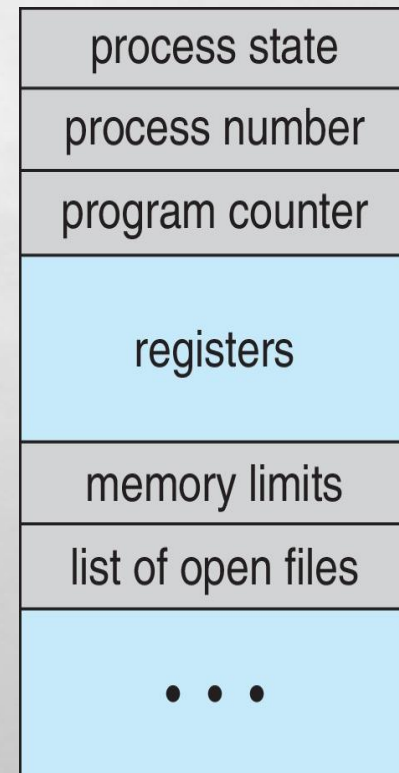 process state
process number
program counter
registers
memory limits
list of open files
• • •